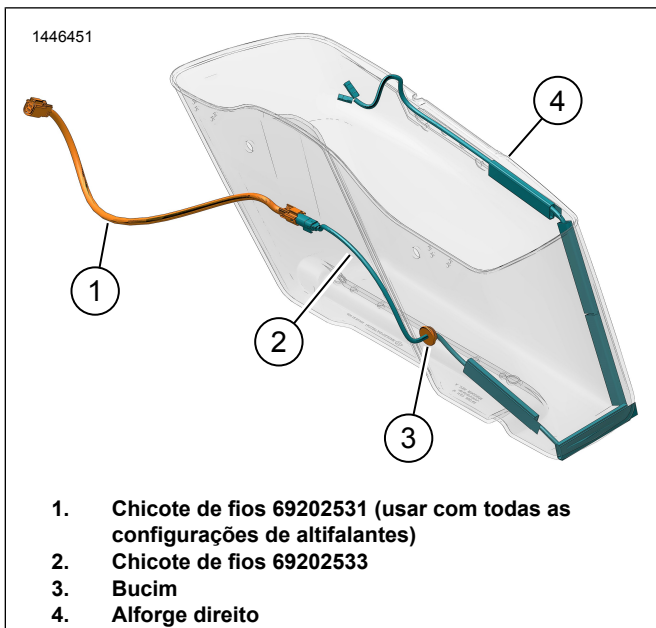 1446451
4
1
2
3
1. Chicote de fios 69202531 (usar com todas as
configurações de altifalantes)
2. Chicote de fios 69202533
3. Bucim
4. Alforge direito